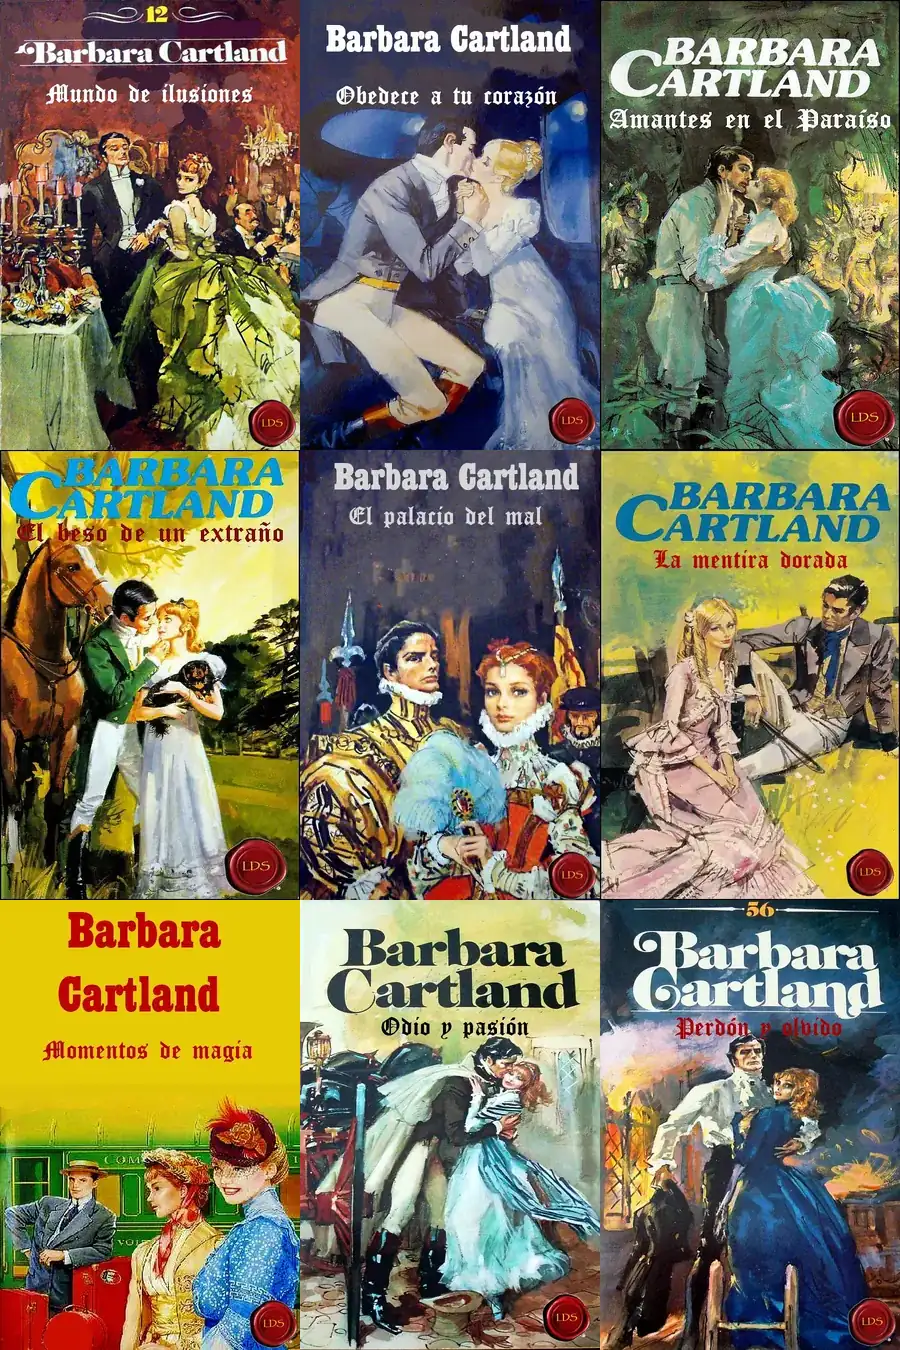 12
Barbara Cartland
Mundo de ilusiones
LDS
Barbara Cartland
Obedece a tu corazón
LDS
BARBARA
CARTLAND
Amantes en el Paraíso
LDS
BARBARA
CARTLAND
El beso de un extraño
LDS
Barbara Cartland
El palacio del mal
LDS
BARBARA
CARTLAND
La mentira dorada
LDS
Barbara
Cartland
Momentos de magia
LDS
Barbara
Cartland
Odio y pasión
LDS
56
Barbara
Cartland
Perdón y olvido
LDS